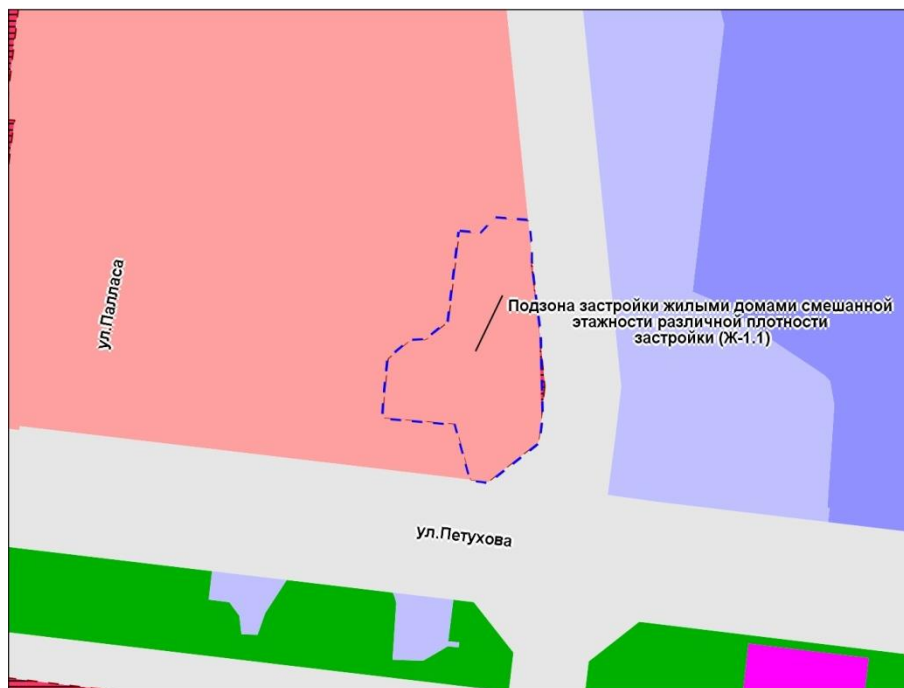 ул.Палласа
Подзона застройки жилыми домами смешанной
этажности различной плотности
застройки (Ж-1.1)
ул.Петухова